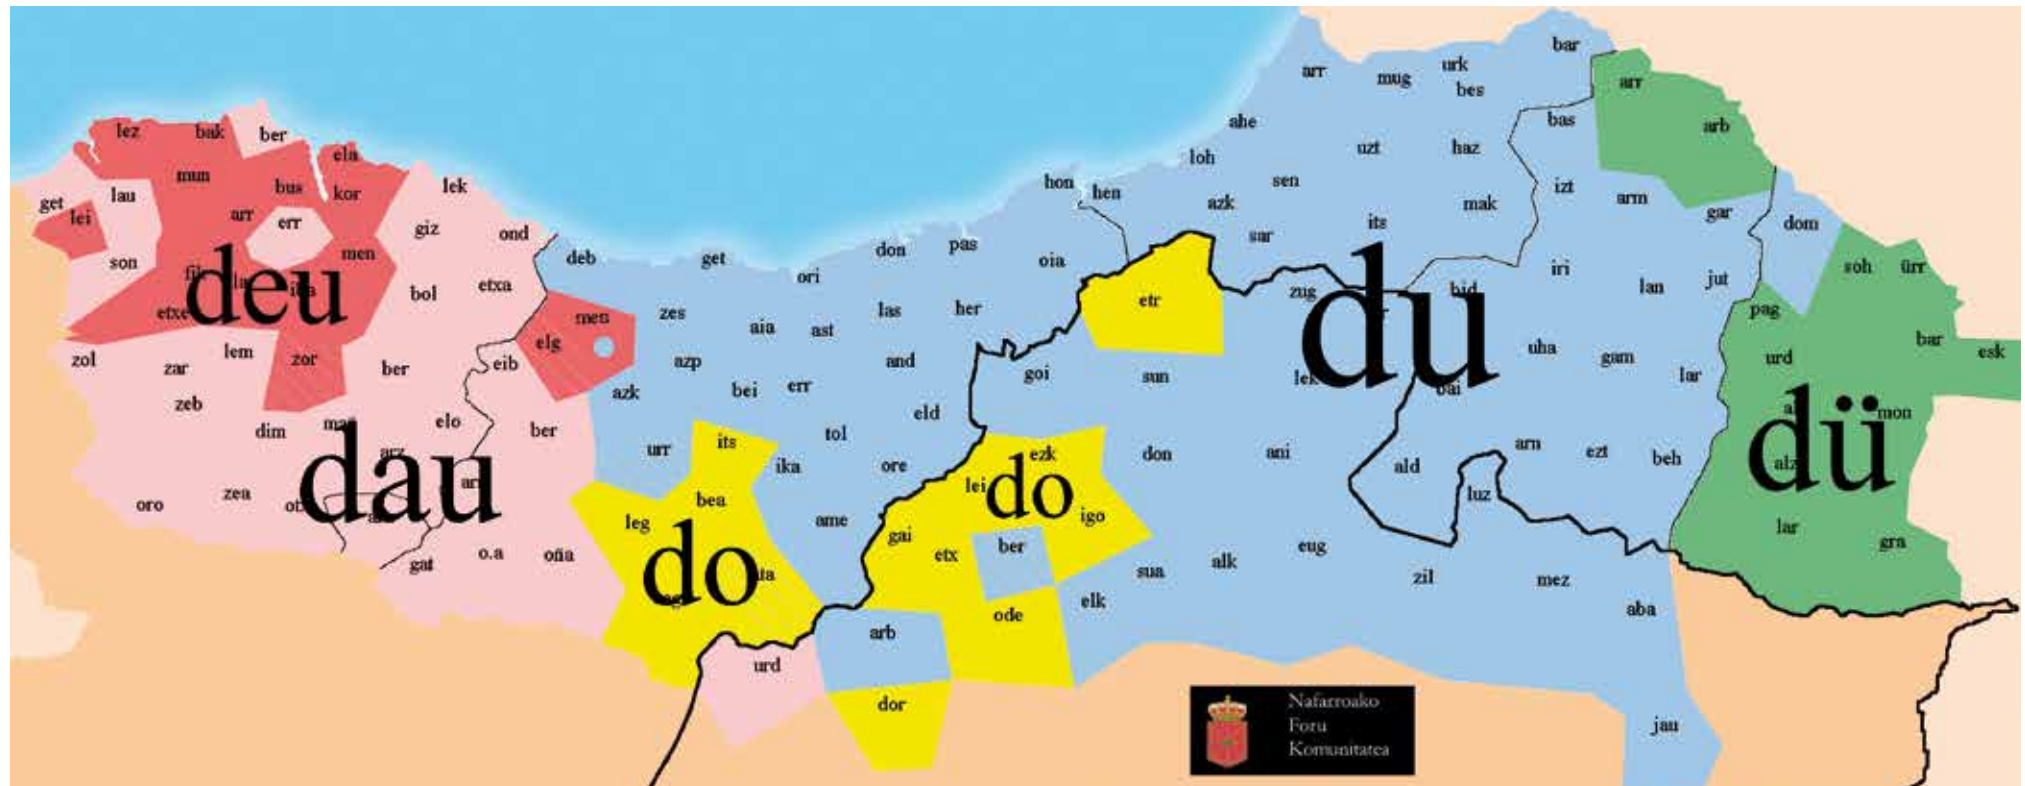 bar
arr
mug
urk
bes
arr
lez
bak
ber
ahe
bas
arb
ela
uzt
haz
loh
mun
bus
kor
lek
hon
hen
sen
izt
get
lei
lau
arr
err
azk
mak
arm
gar
giz
ond
its
dom
son
men
deb
get
ori
don
pas
oia
sar
iri
soh
ürr
deu
bol
etxa
zug
bid
lan
jut
etxe
men
zes
aia
ast
las
her
etr
du
pag
zol
zar
lem
zor
ber
eib
elg
azp
and
goi
sun
lek
bai
uha
gam
lar
urd
bar
esk
zeb
azk
bei
err
eld
dim
elo
ber
tol
mon
dü
dau
urr
its
ika
ore
ezk
don
ani
ald
arn
ezt
beh
alz
oro
zea
leg
bea
ame
lei
do
igo
luz
lar
gra
gat
o.a
oña
do
gai
etx
ber
sua
alk
eug
zil
mez
arb
ode
elk
aba
urd
dor
jau
Nafarroako
Foru
Komunitatea